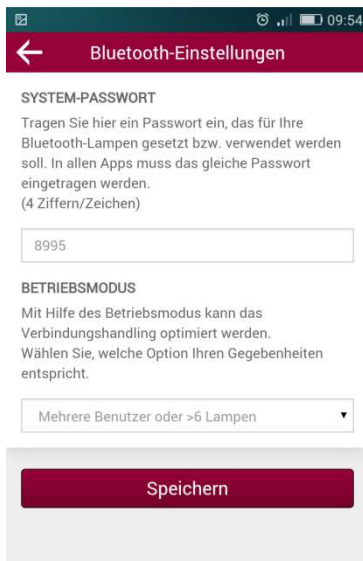 09:54
Bluetooth-Einstellungen
SYSTEM-PASSWORT
Tragen Sie hier ein Passwort ein, das für Ihre
Bluetooth-Lampen gesetzt bzw. verwendet werden
soll. In allen Apps muss das gleiche Passwort
eingetragen werden.
(4 Ziffern/Zeichen)
8995
BETRIEBSMODUS
Mit Hilfe des Betriebsmodus kann das
Verbindungshandling optimiert werden.
Wählen Sie, welche Option Ihren Gegebenheiten
entspricht.
Mehrere Benutzer oder >6 Lampen
Speichern